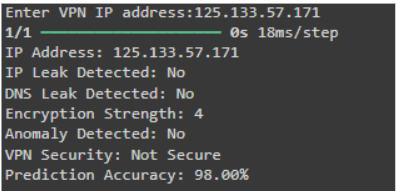 Enter VPN IP address:125.133.57.171
1/1 ━━━━━━━━━━━━━━━━━━━━ 0s 18ms/step
IP Address: 125.133.57.171
IP Leak Detected: No
DNS Leak Detected: No
Encryption Strength: 4
Anomaly Detected: No
VPN Security: Not Secure
Prediction Accuracy: 98.00%